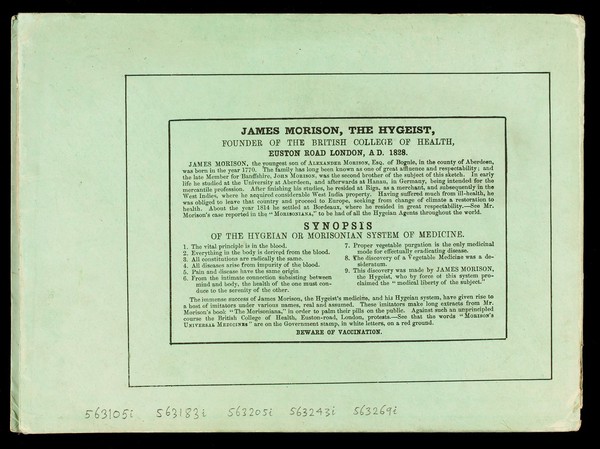 JAMES MORISON, THE HYGEIST,
FOUNDER OF THE BRITISH COLLEGE OF HEALTH,
EUSTON ROAD LONDON, A D. 1828.
JAMES MORISON, the youngest son of ALEXANDER MORISON, Esq. of Bognie, in the county of Aberdeen,
was born in the year 1770. The family has long been known as one of great affluence and respectability; and
the late Member for Banffshire, JOHN MORISON, was the second brother of the subject of this sketch. In early
life he studied at the University at Aberdeen, and afterwards at Hanau, in Germany, being intended for the
mercantile profession. After finishing his studies, he resided at Riga, as a merchant, and subsequently in the
West Indies, where he acquired considerable West India property. Having suffered much from ill-health, he
was obliged to leave that country and proceed to Europe, seeking from change of climate a restoration to
health. About the year 1814 he settled at Bordeaux, where he resided in great respectability.—See Mr.
Morison's case reported in the "MORISONIANA," to be had of all the Hygeian Agents throughout the world.
SYNOPSIS
OF THE HYGEIAN OR MORISONIAN SYSTEM OF MEDICINE.
1. The vital principle is in the blood.
2. Everything in the body is derived from the blood.
3. All constitutions are radically the same.
4. All diseases arise from impurity of the blood.
5. Pain and disease have the same origin
6. From the intimate connection subsisting between
mind and body, the health of the one must con-
duce to the serenity of the other.
7. Proper vegetable purgation is the only medicinal
mode for effectually eradicating disease.
8. The discovery of a Vegetable Medicine was a de-
sideratum.
9. This discovery was made by JAMES MORISON,
the Hygeist, who by force of this system pro-
claimed the "medical liberty of the subject."
The immense success of James Morison, the Hygeist's medicine, and his Hygeian system, have given rise to
a host of imitators under various names, real and assumed. These imitators make long extracts from Mr.
Morison's book "The Morisoniana," in order to palm their pills on the public. Against such an unprincipled
course the British College of Health, Euston-road, London, protests.—See that the words "MORISON'S
UNIVERSAL MEDICINES" are on the Government stamp, in white letters, on a red ground.
BEWARE OF VACCINATION.
563105i 563183i 563205i 563243i 563269i